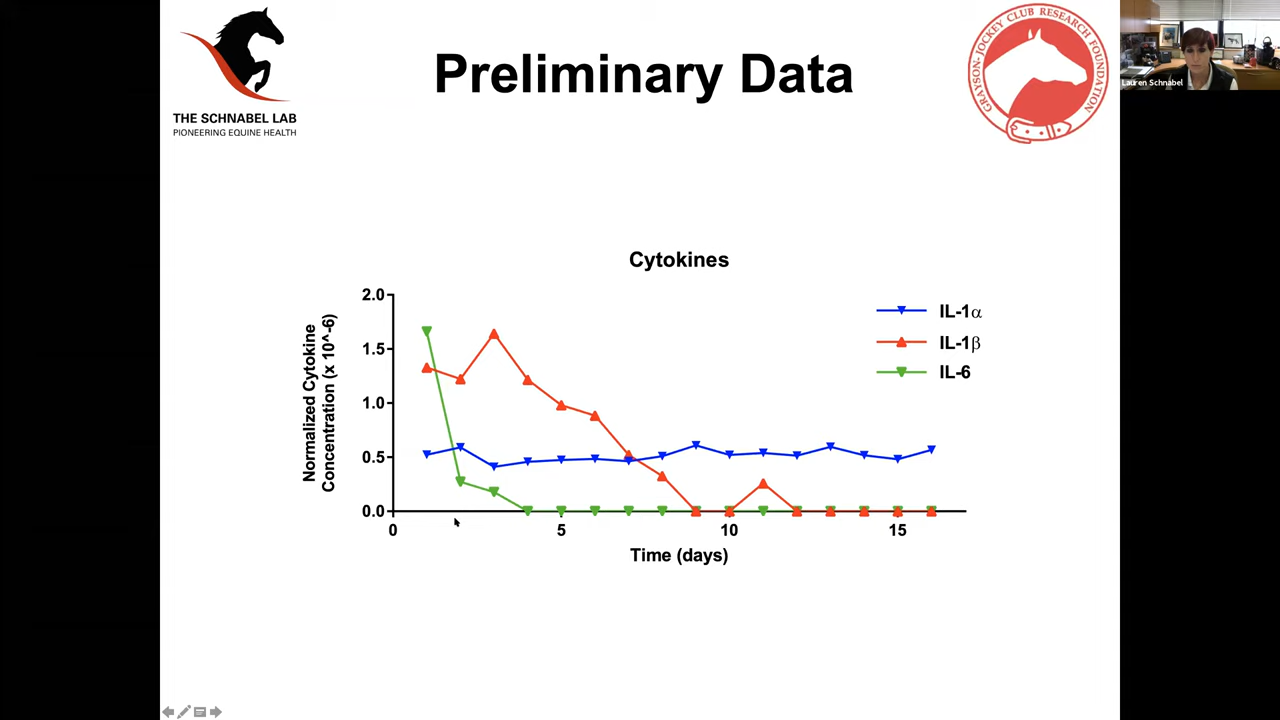 THE SCHNABEL LAB
PIONEERING EQUINE HEALTH
Preliminary Data
GRAYSON-JOCKEY CLUB RESEARCH FOUNDATION
Lauren Schnabel
Cytokines
Normalized Cytokine
Concentration (x 10^-6)
2.0
1.5
1.0
0.5
0.0
0
5
10
15
Time (days)
IL-1α
IL-1β
IL-6